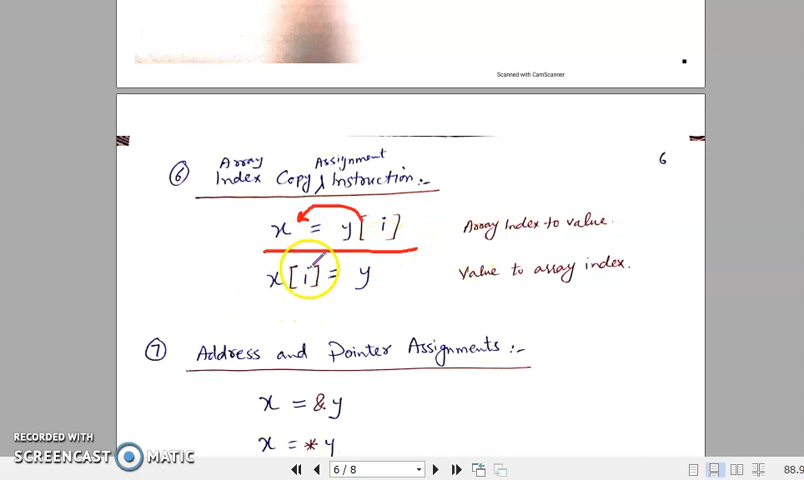 Scanned with CamScanner
6
Array Assignment
⑥ Index Copy λ Instruction :-
x = y[i] Array Index to value.
x[i] = y Value to array index.
⑦ Address and Pointer Assignments :-
x = &y
x = *y
RECORDED WITH
SCREENCAST MATIC
6 / 8
88.9